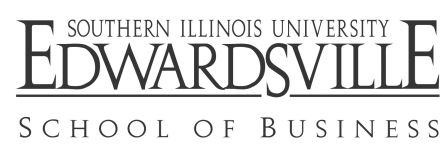 SOUTHERN ILLINOIS UNIVERSITY
EDWARDSVILLE
SCHOOL OF BUSINESS